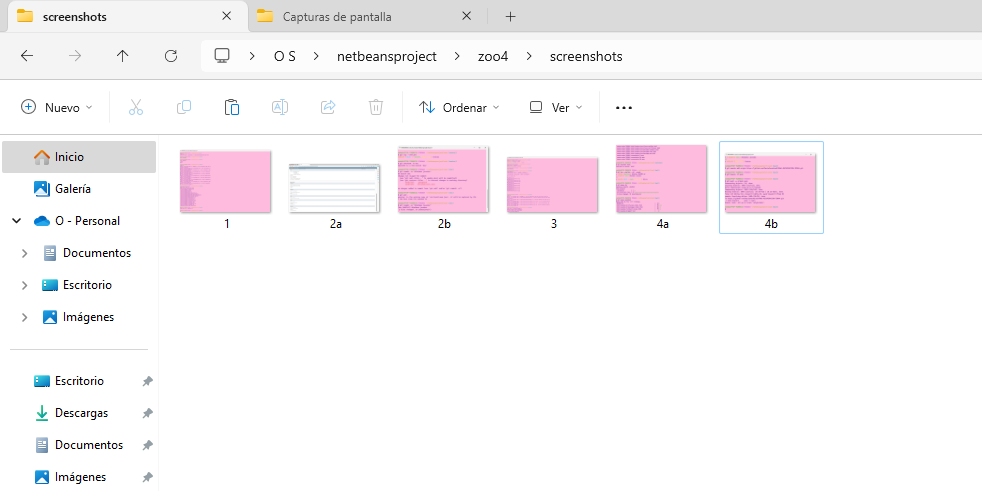 screenshots
Capturas de pantalla
O S
netbeansproject
zoo4
screenshots
Nuevo
Ordenar
Ver
Inicio
Galería
O - Personal
Documentos
Escritorio
Imágenes
Escritorio
Descargas
Documentos
Imágenes
1
2a
2b
3
4a
4b